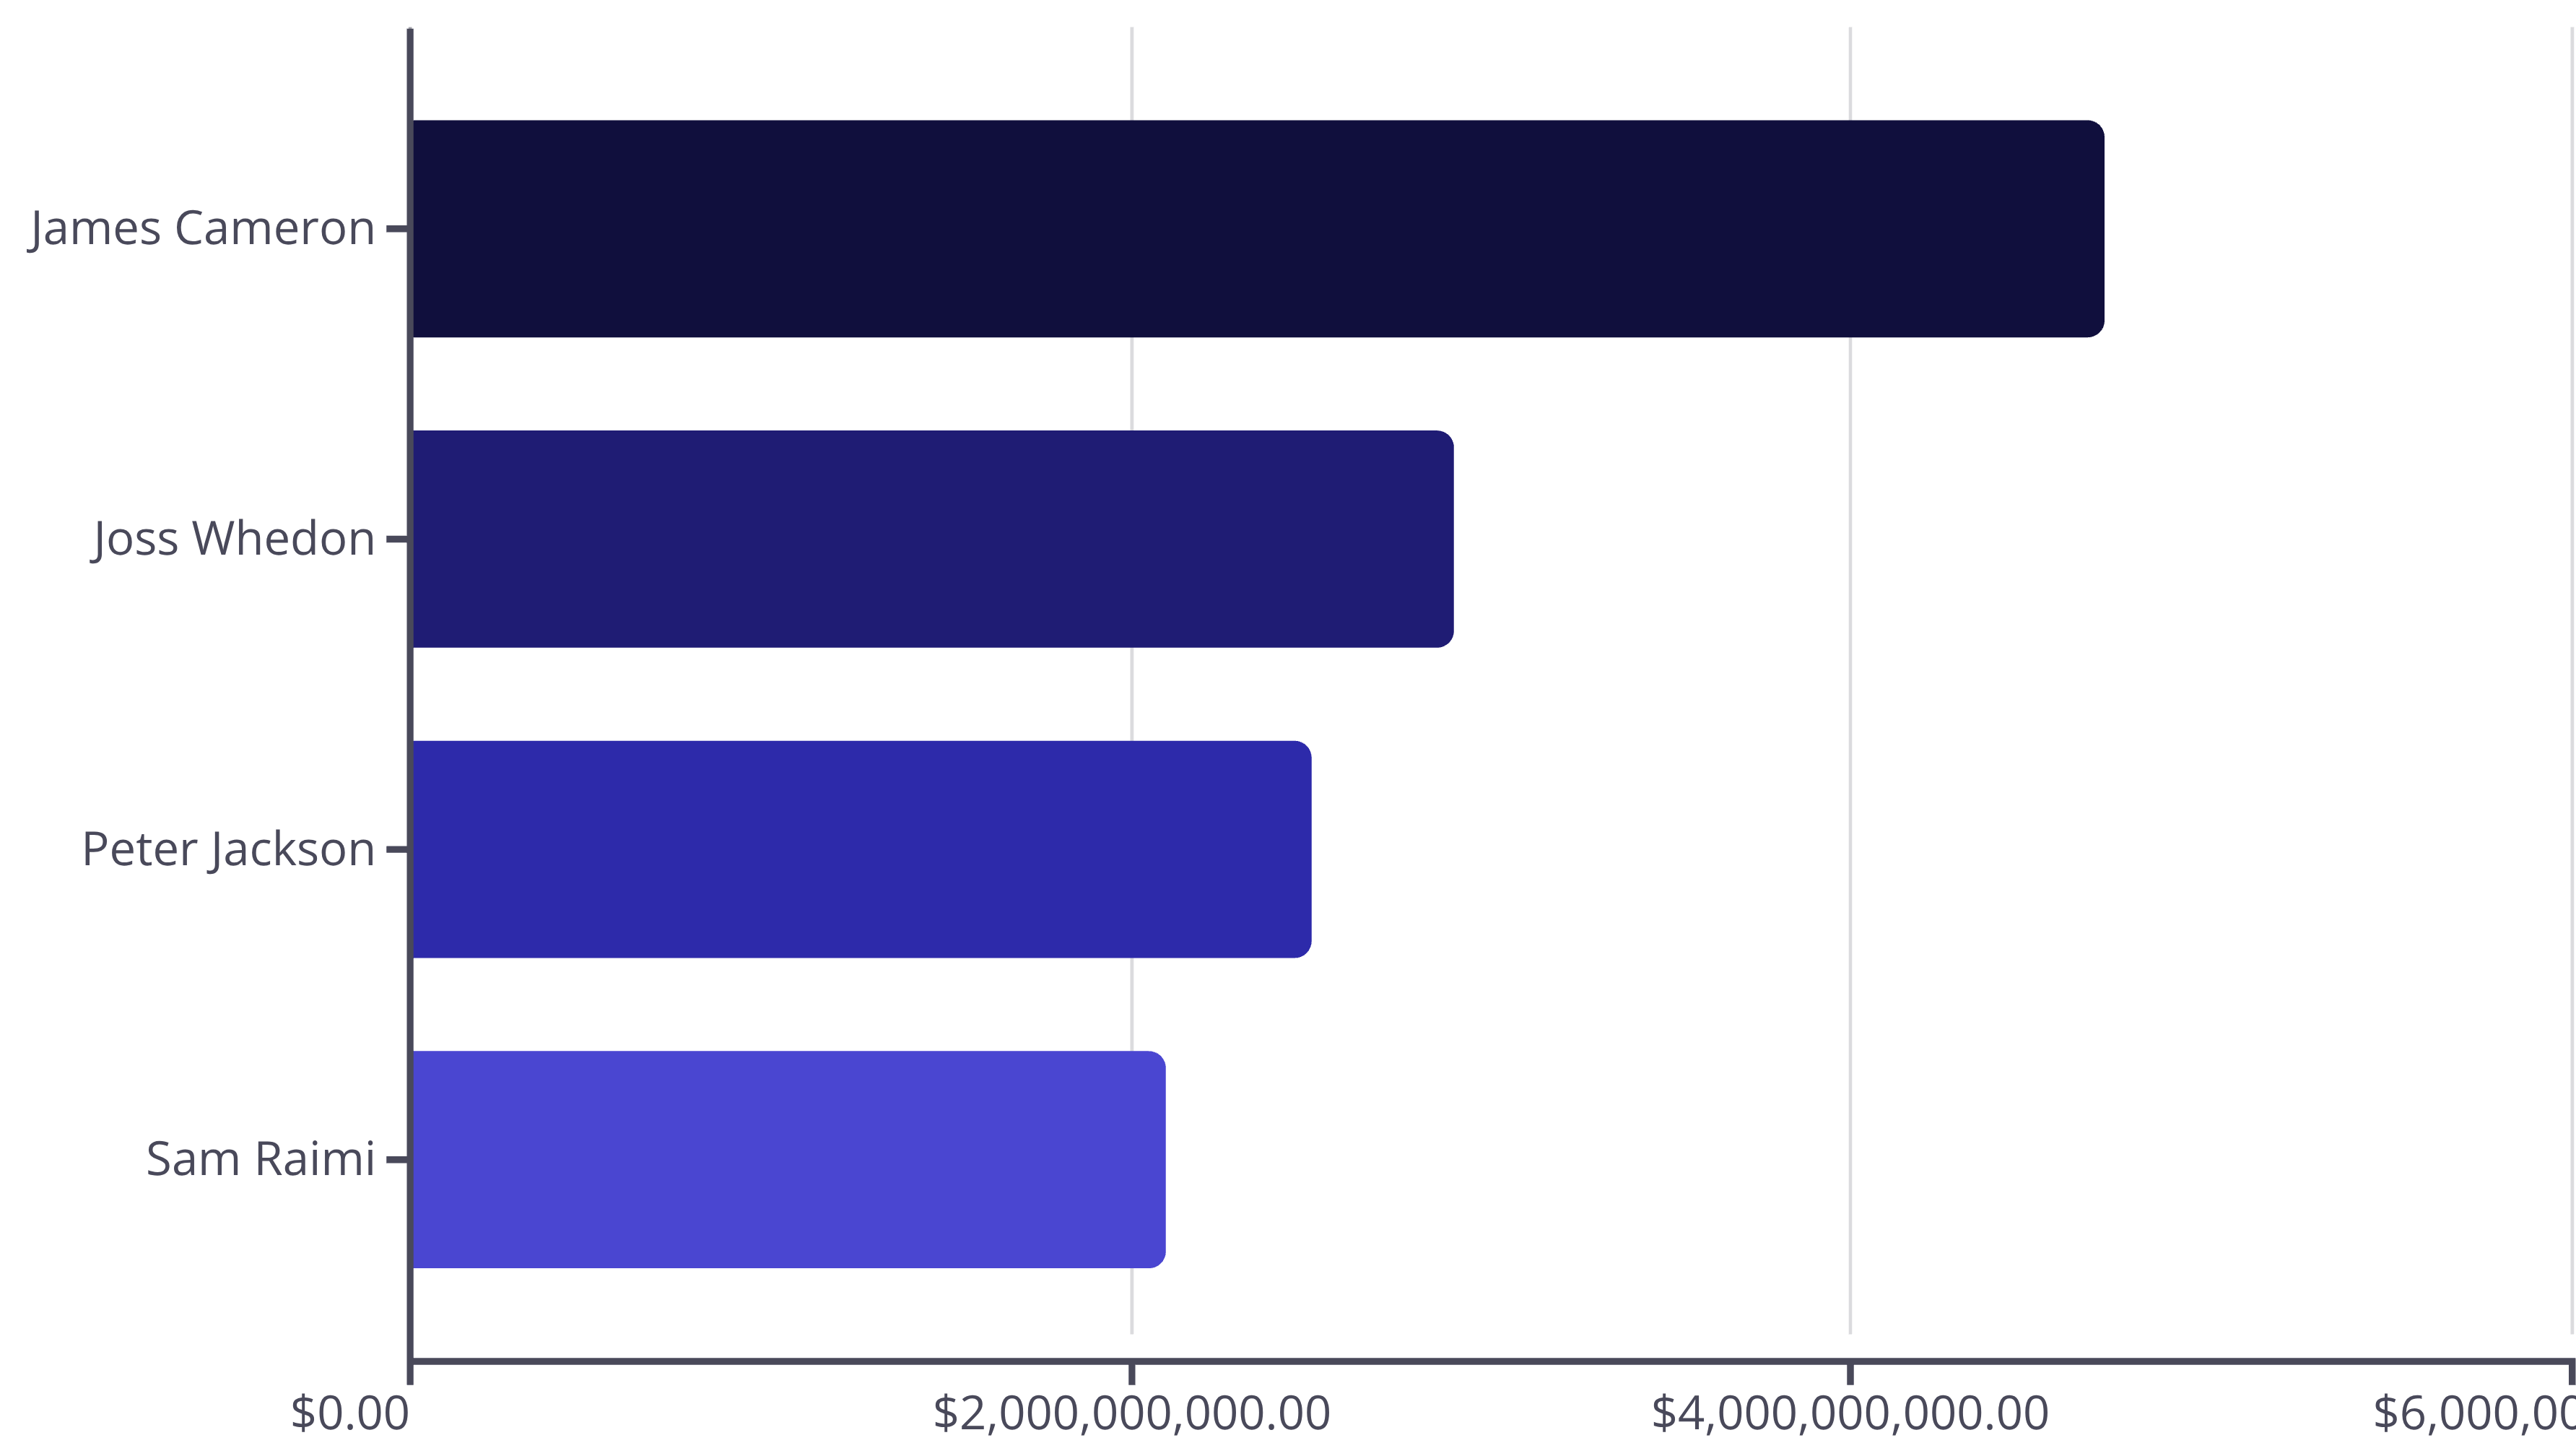 James Cameron
Joss Whedon
Peter Jackson
Sam Raimi
$0.00 $2,000,000,000.00 $4,000,000,000.00